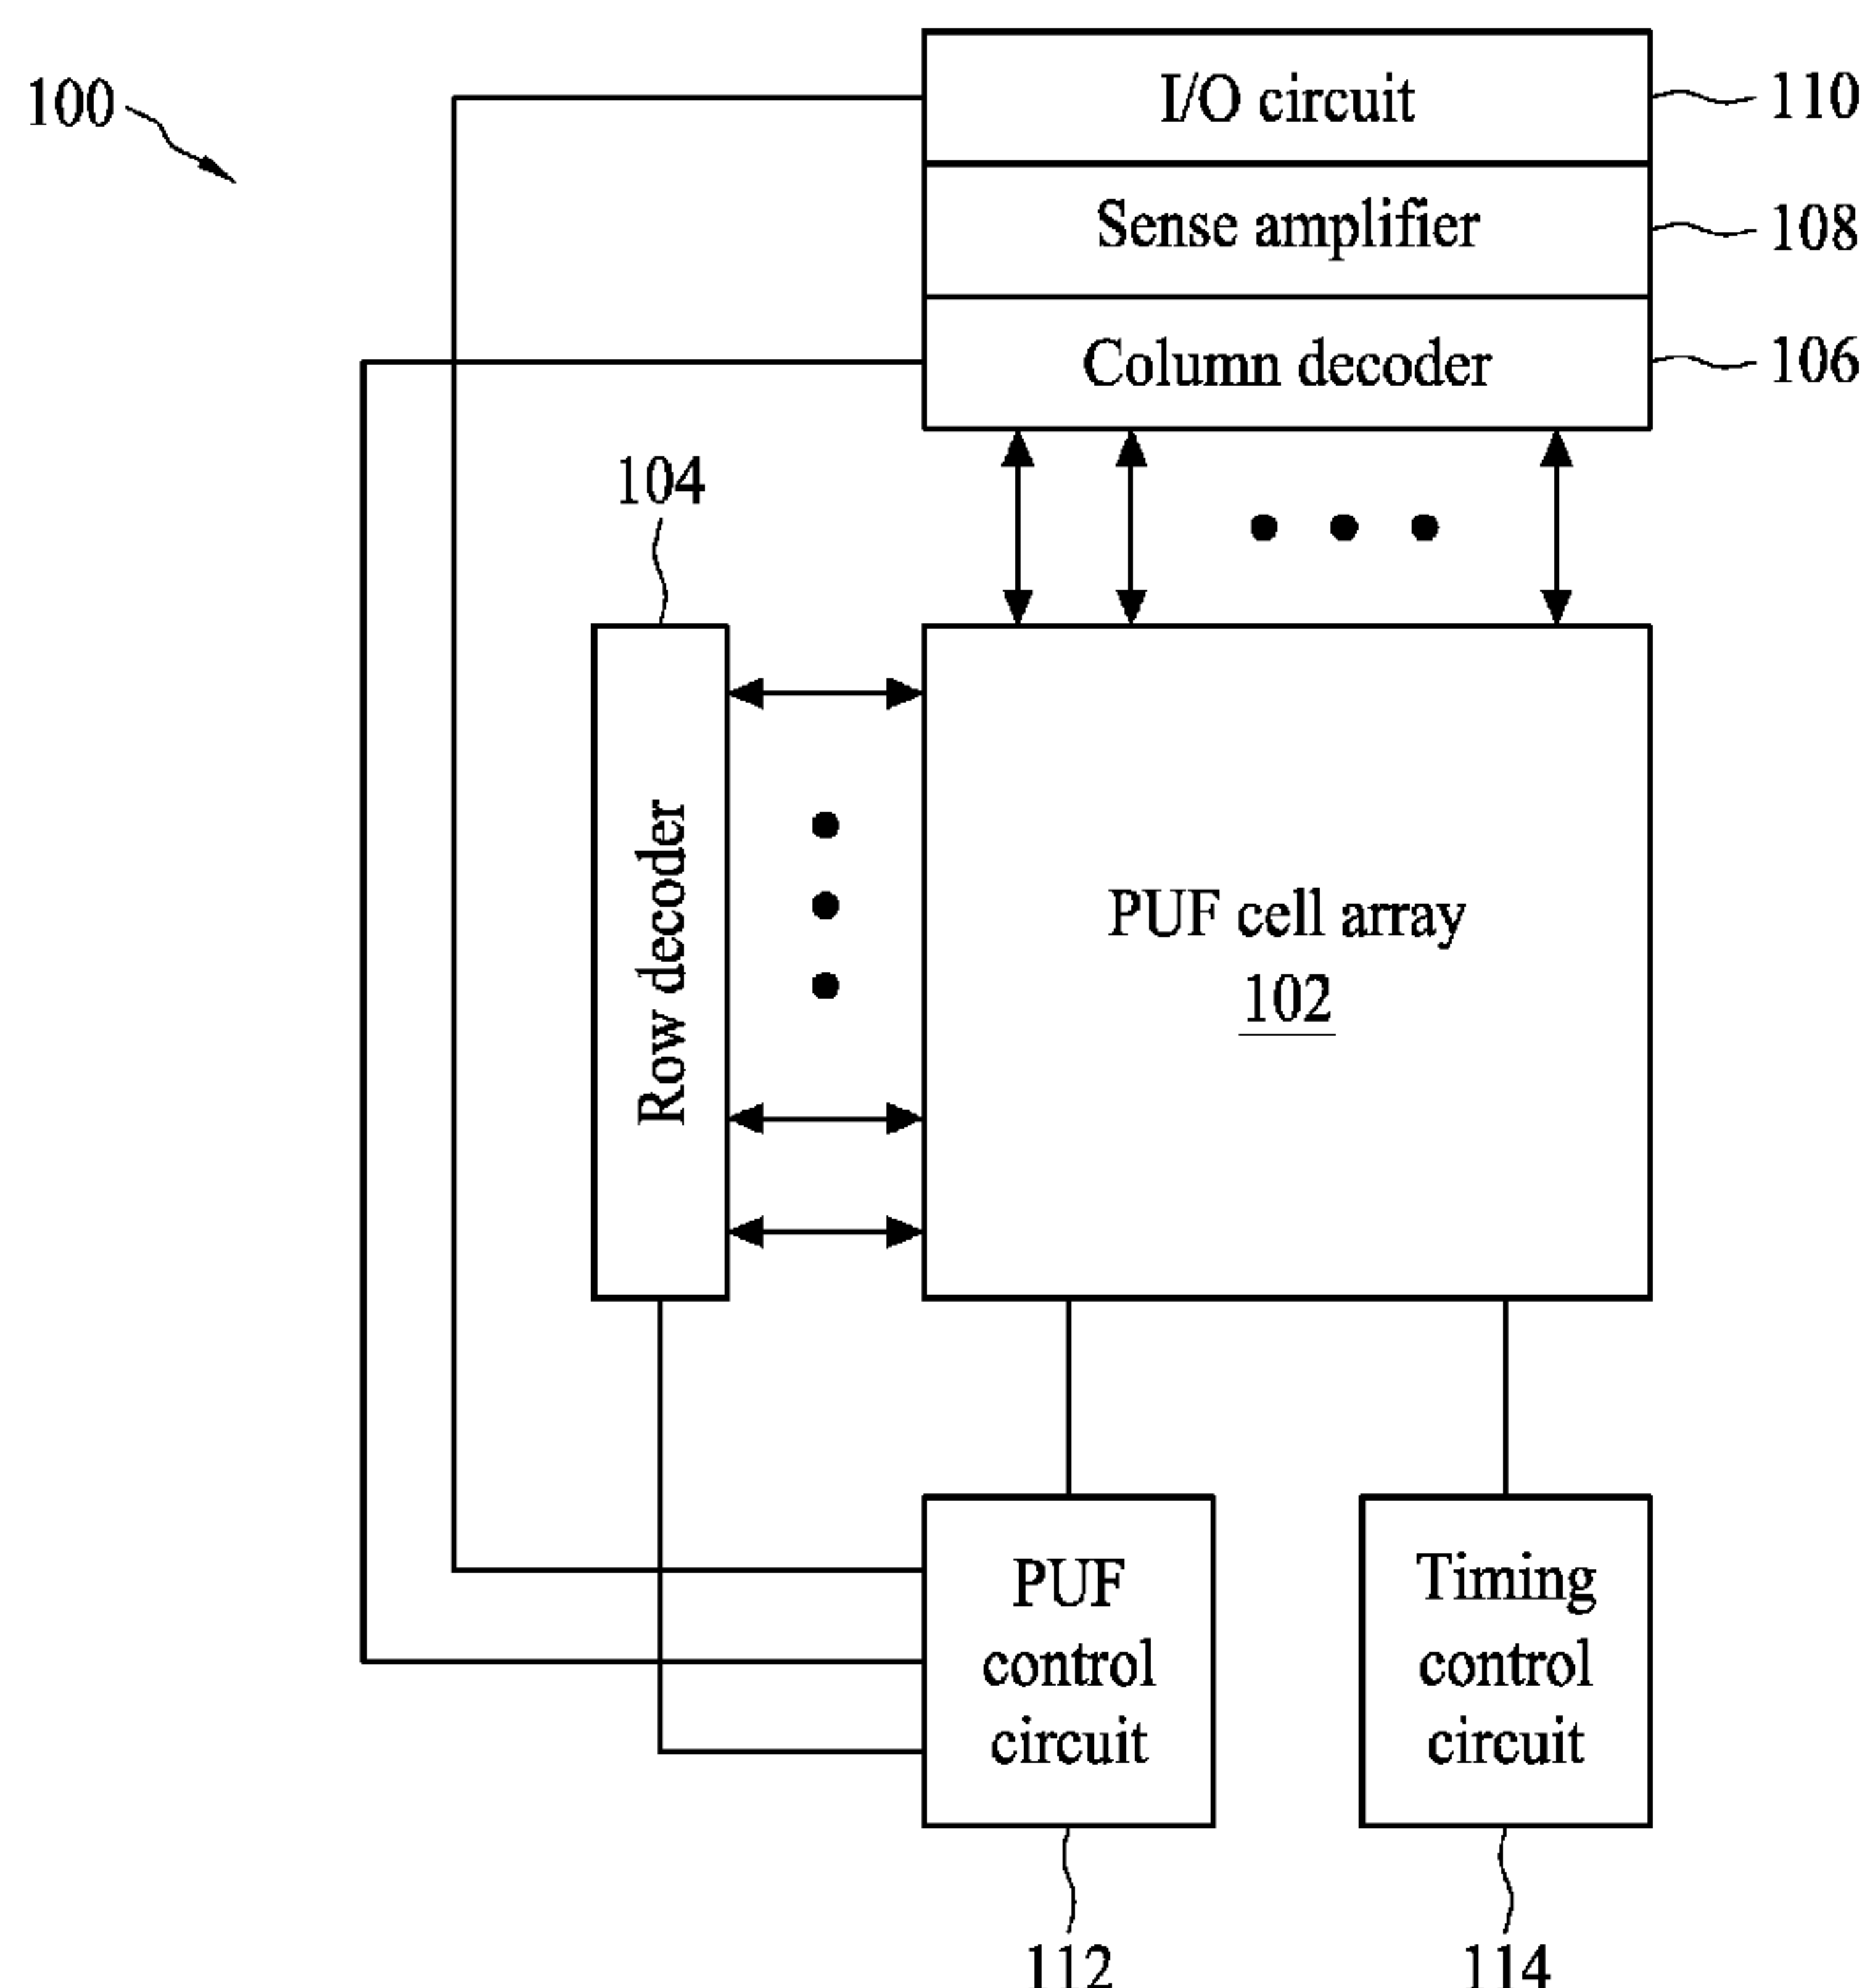 100
I/O circuit
110
Sense amplifier
108
Column decoder
106
104
Row decoder
PUF cell array
102
PUF
control
circuit
Timing
control
circuit
112
114